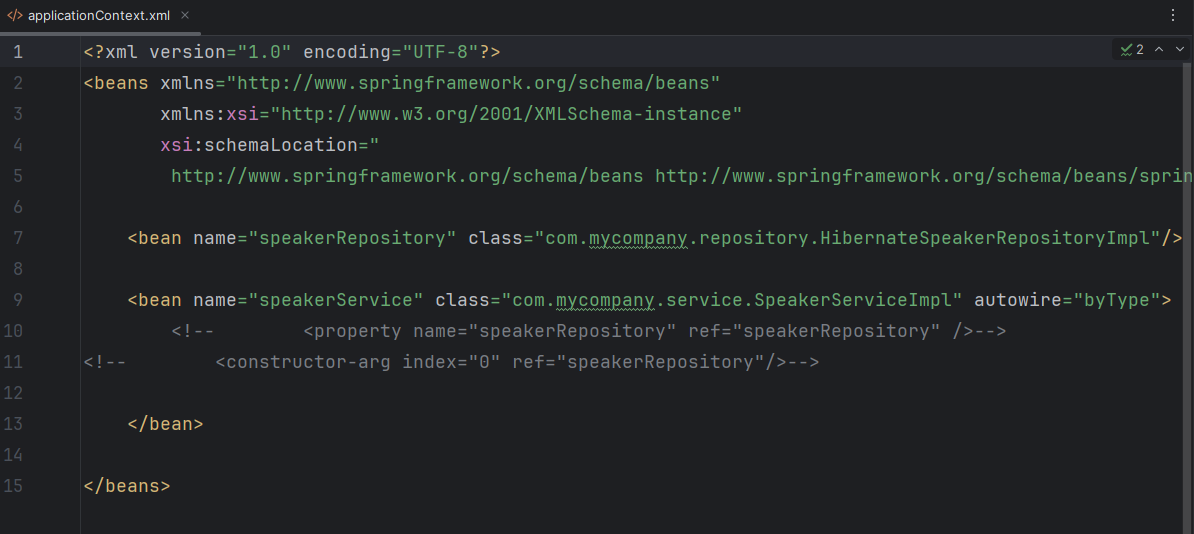 applicationContext.xml
2
1 <?xml version="1.0" encoding="UTF-8"?>
2 <beans xmlns="http://www.springframework.org/schema/beans"
3 xmlns:xsi="http://www.w3.org/2001/XMLSchema-instance"
4 xsi:schemaLocation="
5 http://www.springframework.org/schema/beans http://www.springframework.org/schema/beans/sprin
6
7 <bean name="speakerRepository" class="com.mycompany.repository.HibernateSpeakerRepositoryImpl"/>
8
9 <bean name="speakerService" class="com.mycompany.service.SpeakerServiceImpl" autowire="byType">
10 <!-- <property name="speakerRepository" ref="speakerRepository" />-->
11 <!-- <constructor-arg index="0" ref="speakerRepository"/>-->
12
13 </bean>
14
15 </beans>